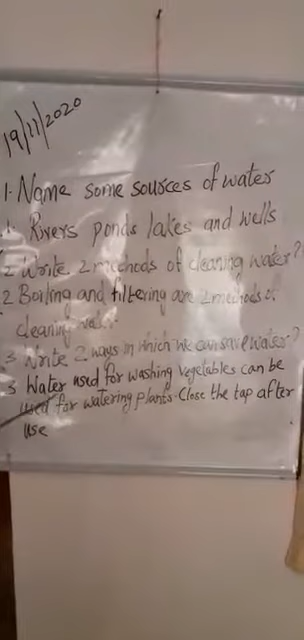 19/11/2020
1. Name some sources of water
1. Rivers ponds lakes and wells
2 Write 2 methods of cleaning water?
2 Boiling and filtering are 2 methods of
cleaning
3 Write 2 ways in which we can save water?
3 Water used for washing vegetables can be
used for watering plants. Close the tap after
use